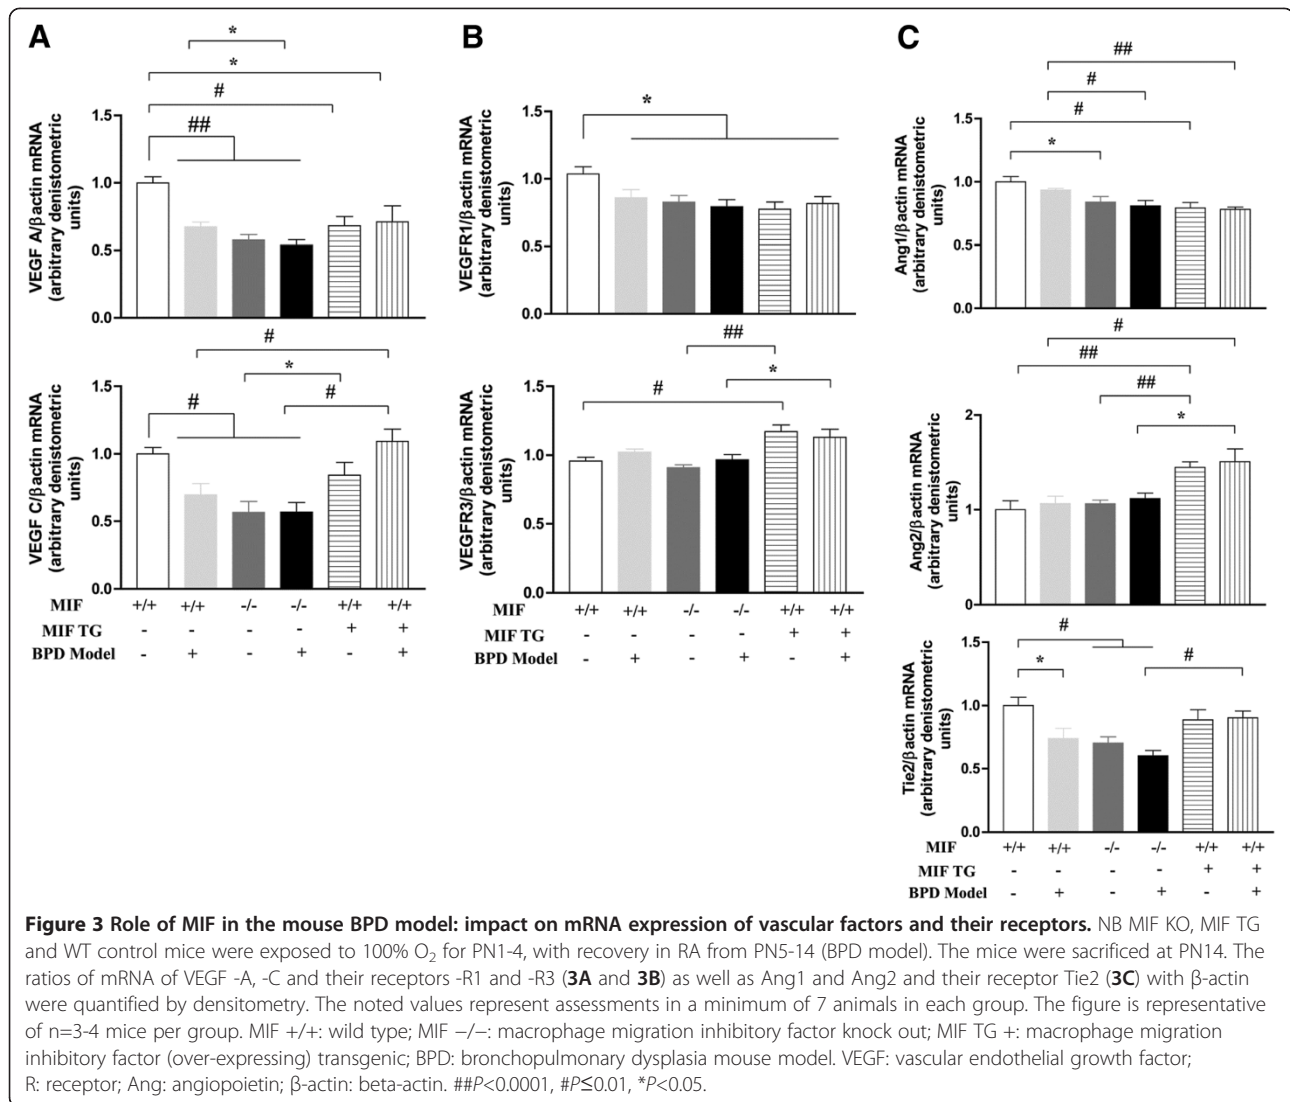 A
*
*
#
##
VEGF A/βactin mRNA
(arbitrary denistometric
units)
1.5
1.0
0.5
0.0
#
*
#
#
VEGF C/βactin mRNA
(arbitrary denistometric
units)
1.5
1.0
0.5
0.0
MIF +/+ +/+ -/- -/- +/+ +/+
MIF TG - - - - + +
BPD Model - + - + - +
B
*
VEGFR1/βactin mRNA
(arbitrary denistometric
units)
1.5
1.0
0.5
0.0
##
*
#
VEGFR3/βactin mRNA
(arbitrary denistometric
units)
1.5
1.0
0.5
0.0
MIF +/+ +/+ -/- -/- +/+ +/+
MIF TG - - - - + +
BPD Model - + - + - +
C
##
#
#
*
Ang1/βactin mRNA
(arbitrary denistometric
units)
1.5
1.0
0.5
0.0
#
##
##
*
Ang2/βactin mRNA
(arbitrary denistometric
units)
2
1
0
#
*
#
Tie2/βactin mRNA
(arbitrary denistometric
units)
1.5
1.0
0.5
0.0
MIF +/+ +/+ -/- -/- +/+ +/+
MIF TG - - - - + +
BPD Model - + - + - +
Figure 3 Role of MIF in the mouse BPD model: impact on mRNA expression of vascular factors and their receptors. NB MIF KO, MIF TG
and WT control mice were exposed to 100% O₂ for PN1-4, with recovery in RA from PN5-14 (BPD model). The mice were sacrificed at PN14. The
ratios of mRNA of VEGF -A, -C and their receptors -R1 and -R3 (3A and 3B) as well as Ang1 and Ang2 and their receptor Tie2 (3C) with β-actin
were quantified by densitometry. The noted values represent assessments in a minimum of 7 animals in each group. The figure is representative
of n=3-4 mice per group. MIF +/+: wild type; MIF −/−: macrophage migration inhibitory factor knock out; MIF TG +: macrophage migration
inhibitory factor (over-expressing) transgenic; BPD: bronchopulmonary dysplasia mouse model. VEGF: vascular endothelial growth factor;
R: receptor; Ang: angiopoietin; β-actin: beta-actin. ##P<0.0001, #P≤0.01, *P<0.05.